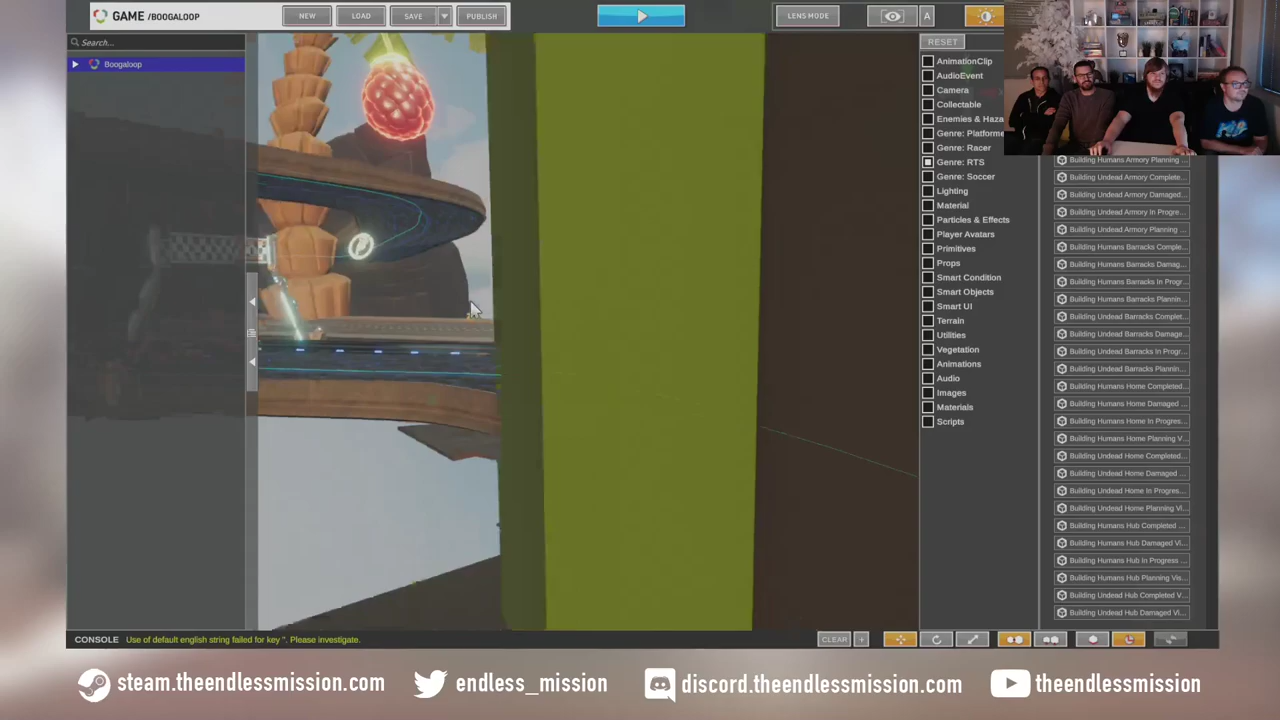 GAME /BOOGALOOP
NEW
LOAD
SAVE
PUBLISH
LENS MODE
A
Search...
Boogaloop
RESET
AnimationClip
AudioEvent
Camera
Collectable
Enemies & Haza
Genre: Platforme
Genre: Racer
Genre: RTS
Genre: Soccer
Lighting
Material
Particles & Effects
Player Avatars
Primitives
Props
Smart Condition
Smart Objects
Smart UI
Terrain
Utilities
Vegetation
Animations
Audio
Images
Materials
Scripts
Building Humans Armory Planning ...
Building Undead Armory Complete...
Building Undead Armory Damaged...
Building Undead Armory In Progre...
Building Undead Armory Planning ...
Building Humans Barracks Comple...
Building Humans Barracks Damag...
Building Humans Barracks In Prog...
Building Humans Barracks Plannin...
Building Undead Barracks Complet...
Building Undead Barracks Damage...
Building Undead Barracks In Progr...
Building Undead Barracks Plannin...
Building Humans Home Completed...
Building Humans Home Damaged ...
Building Humans Home In Progres...
Building Humans Home Planning V...
Building Undead Home Completed...
Building Undead Home Damaged ...
Building Undead Home In Progres...
Building Undead Home Planning Vi...
Building Humans Hub Completed ...
Building Humans Hub Damaged Vi...
Building Humans Hub In Progress ...
Building Humans Hub Planning Vis...
Building Undead Hub Completed V...
Building Undead Hub Damaged Vi...
CONSOLE Use of default english string failed for key ''. Please investigate.
CLEAR +
steam.theendlessmission.com
endless_mission
discord.theendlessmission.com
theendlessmission